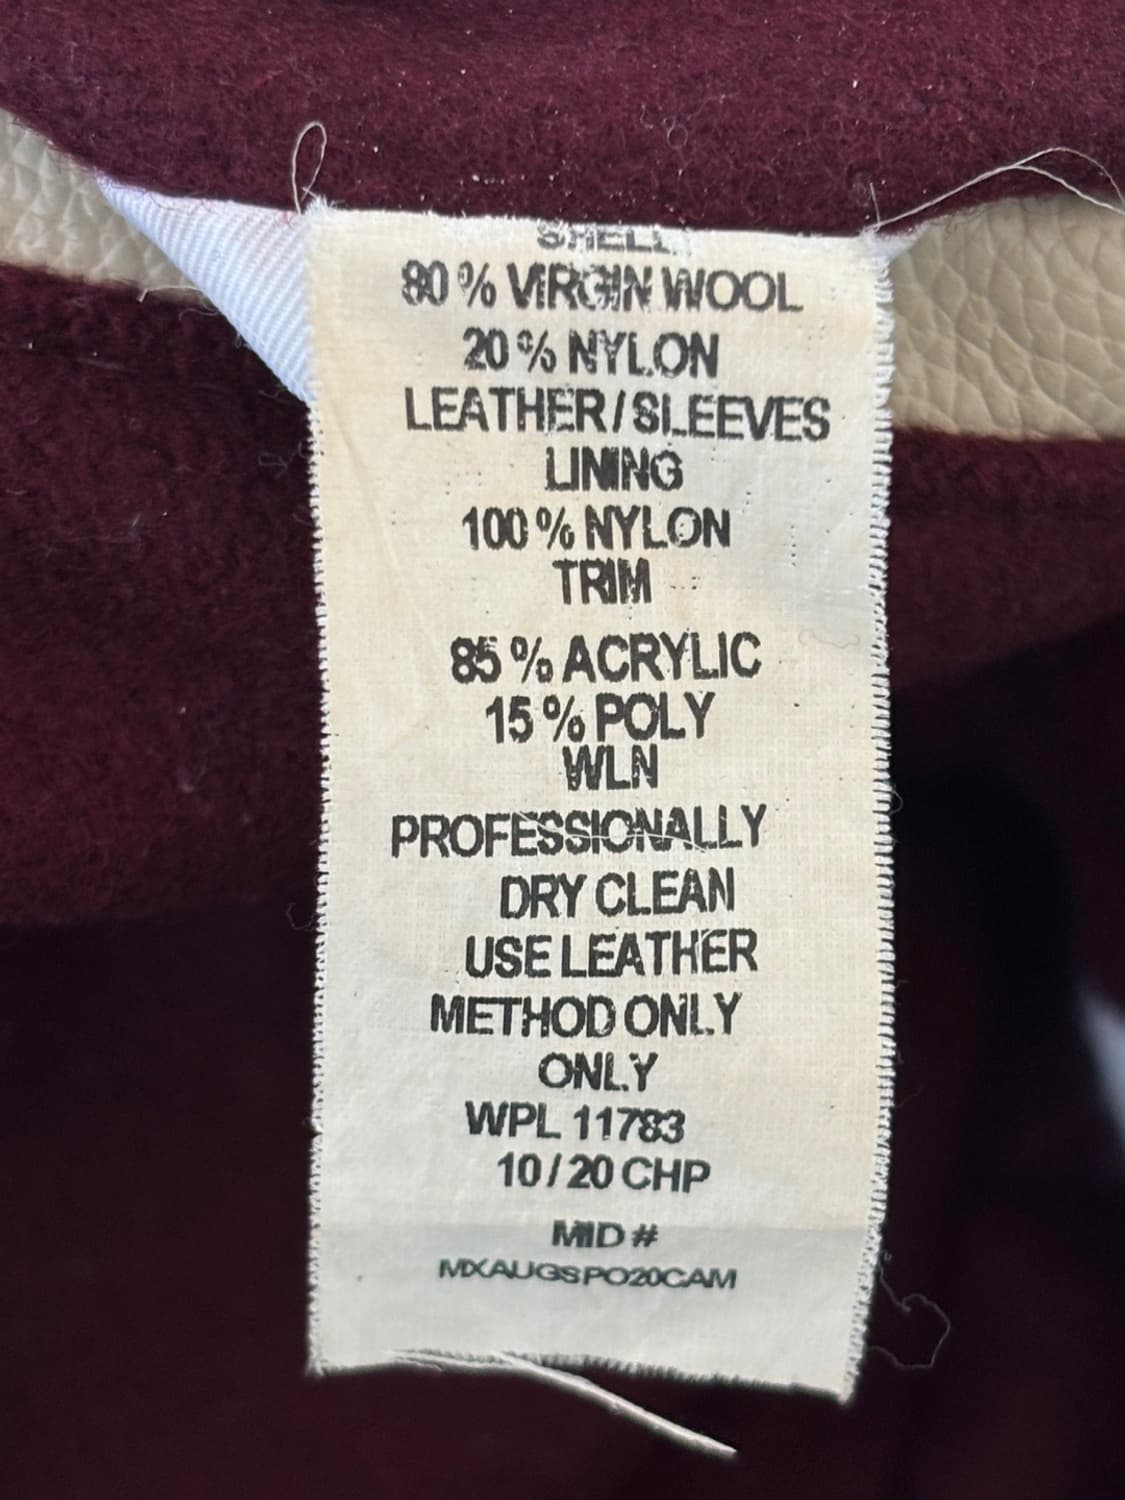 SHELL
80 % VIRGIN WOOL
20 % NYLON
LEATHER / SLEEVES
LINING
100 % NYLON
TRIM
85 % ACRYLIC
15 % POLY
WLN
PROFESSIONALLY
DRY CLEAN
USE LEATHER
METHOD ONLY
ONLY
WPL 11783
10 / 20 CHP
MID #
MXAUGSPO20CAM